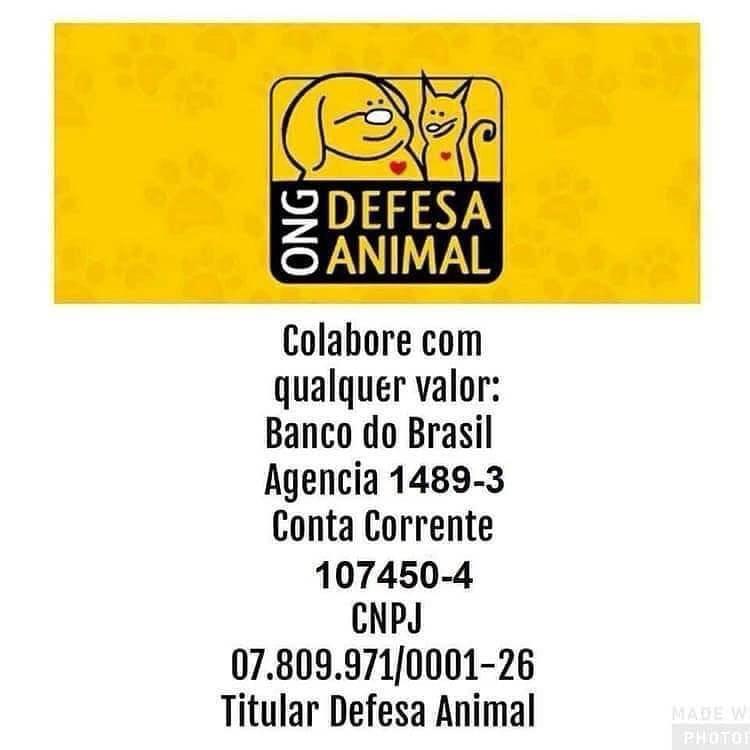 ONG
DEFESA
ANIMAL
Colabore com
qualquer valor:
Banco do Brasil
Agencia 1489-3
Conta Corrente
107450-4
CNPJ
07.809.971/0001-26
Titular Defesa Animal
MADE W
PHOTO